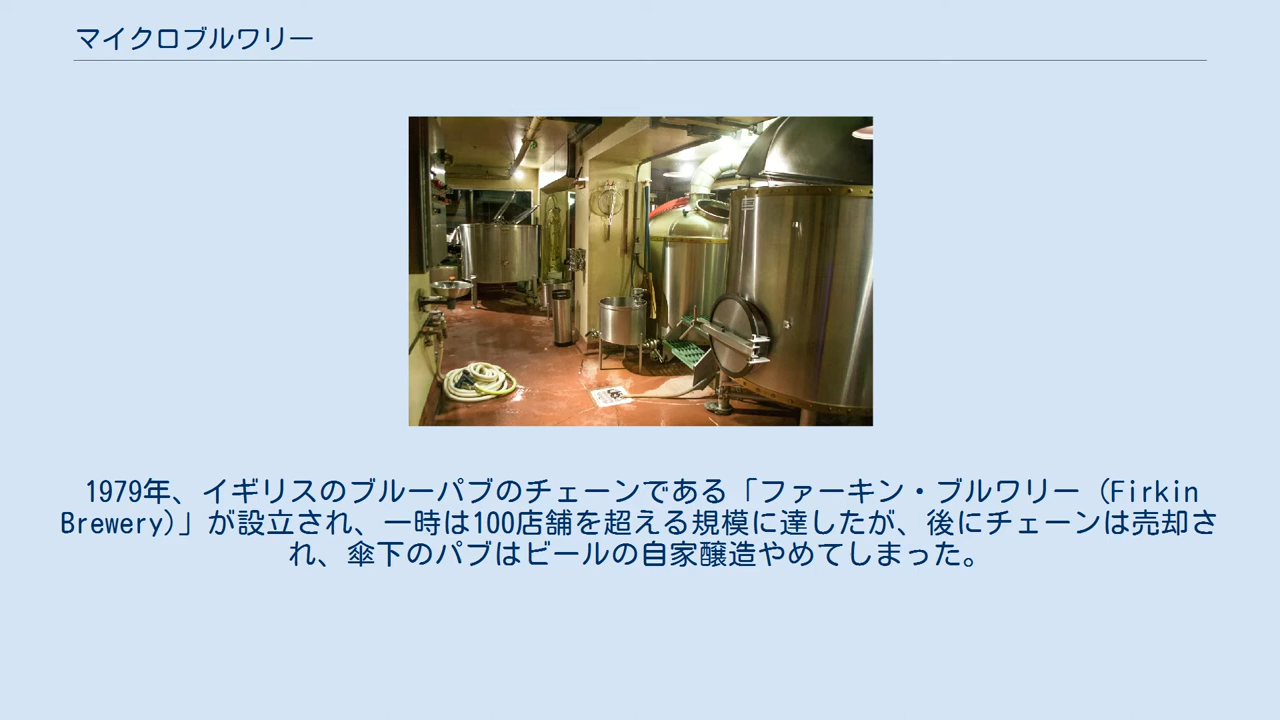 マイクロブルワリー
1979年、イギリスのブルーパブのチェーンである「ファーキン・ブルワリー（Firkin
Brewery)」が設立され、一時は100店舗を超える規模に達したが、後にチェーンは売却さ
れ、傘下のパブはビールの自家醸造やめてしまった。